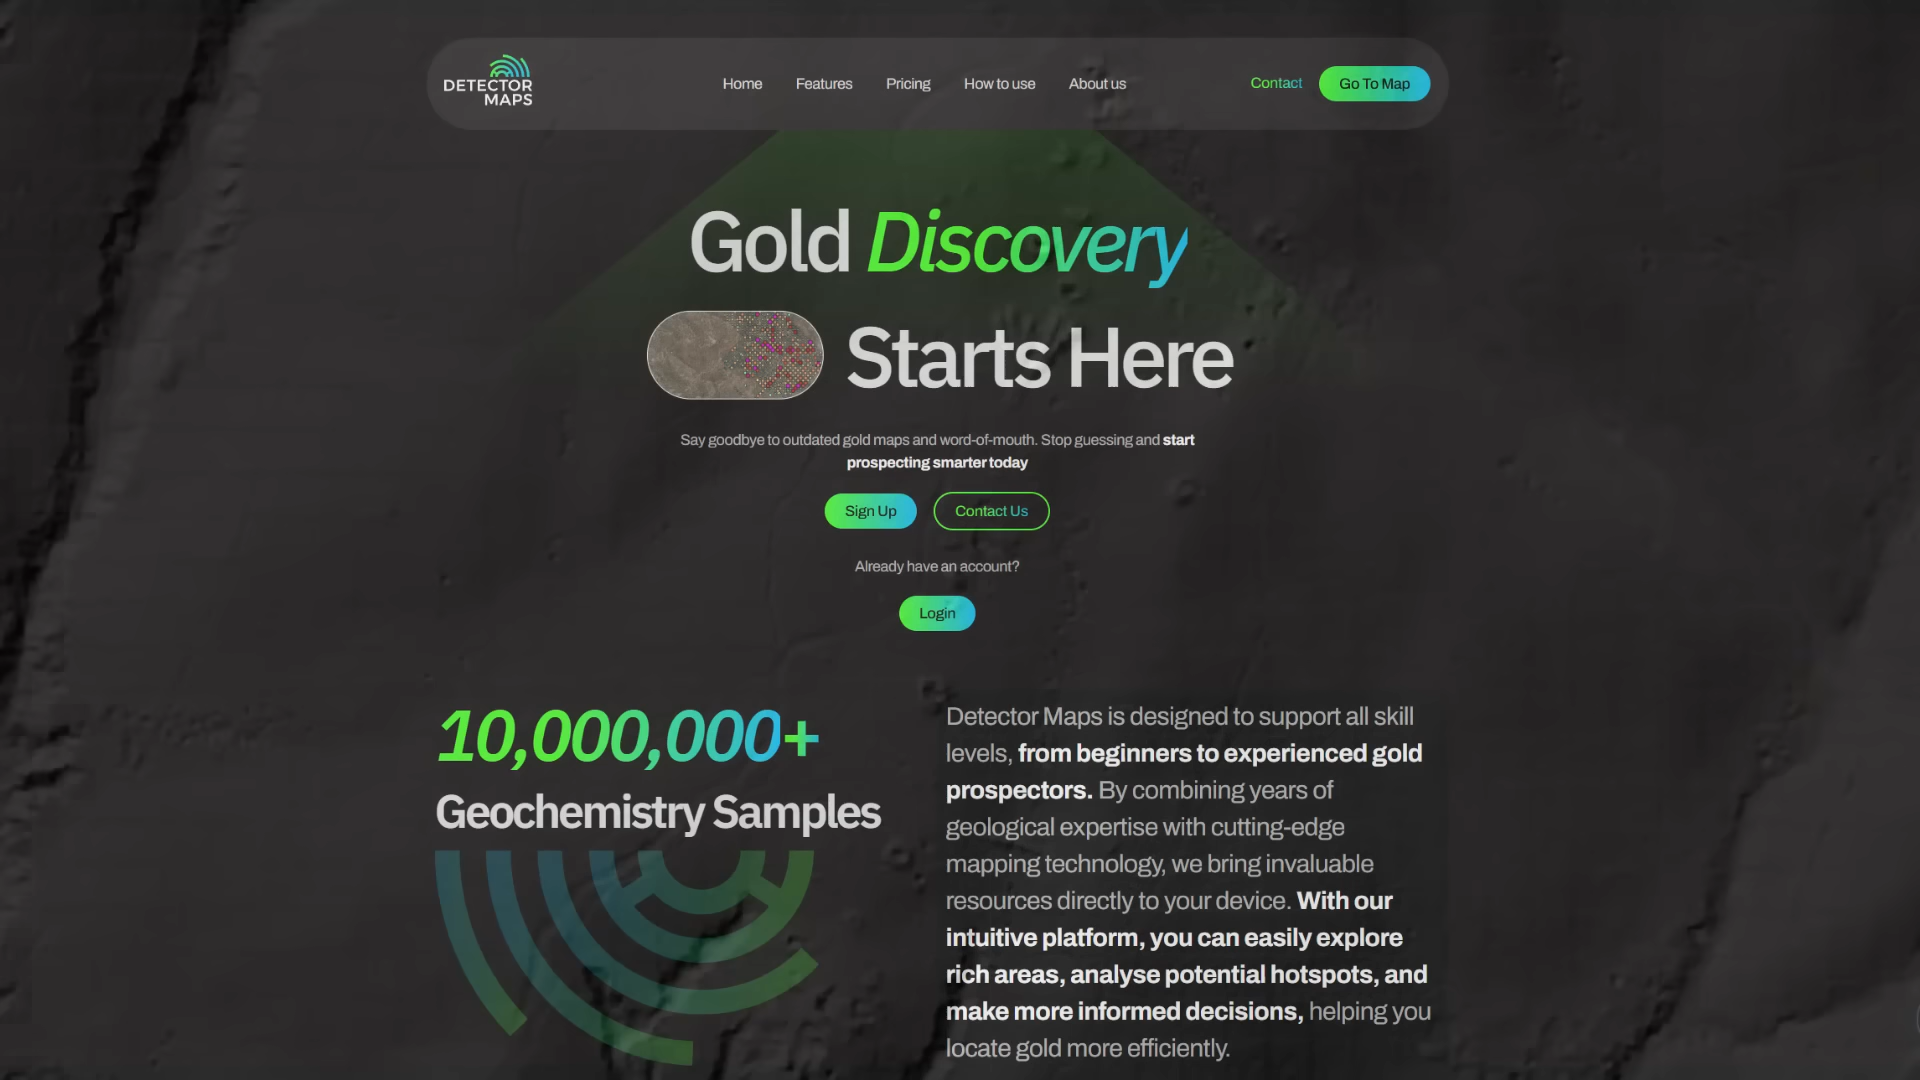 DETECTOR
MAPS
Home
Features
Pricing
How to use
About us
Contact
Go To Map
Gold Discovery
Starts Here
Say goodbye to outdated gold maps and word-of-mouth. Stop guessing and start
prospecting smarter today
Sign Up
Contact Us
Already have an account?
Login
10,000,000+
Geochemistry Samples
Detector Maps is designed to support all skill
levels, from beginners to experienced gold
prospectors. By combining years of
geological expertise with cutting-edge
mapping technology, we bring invaluable
resources directly to your device. With our
intuitive platform, you can easily explore
rich areas, analyse potential hotspots, and
make more informed decisions, helping you
locate gold more efficiently.